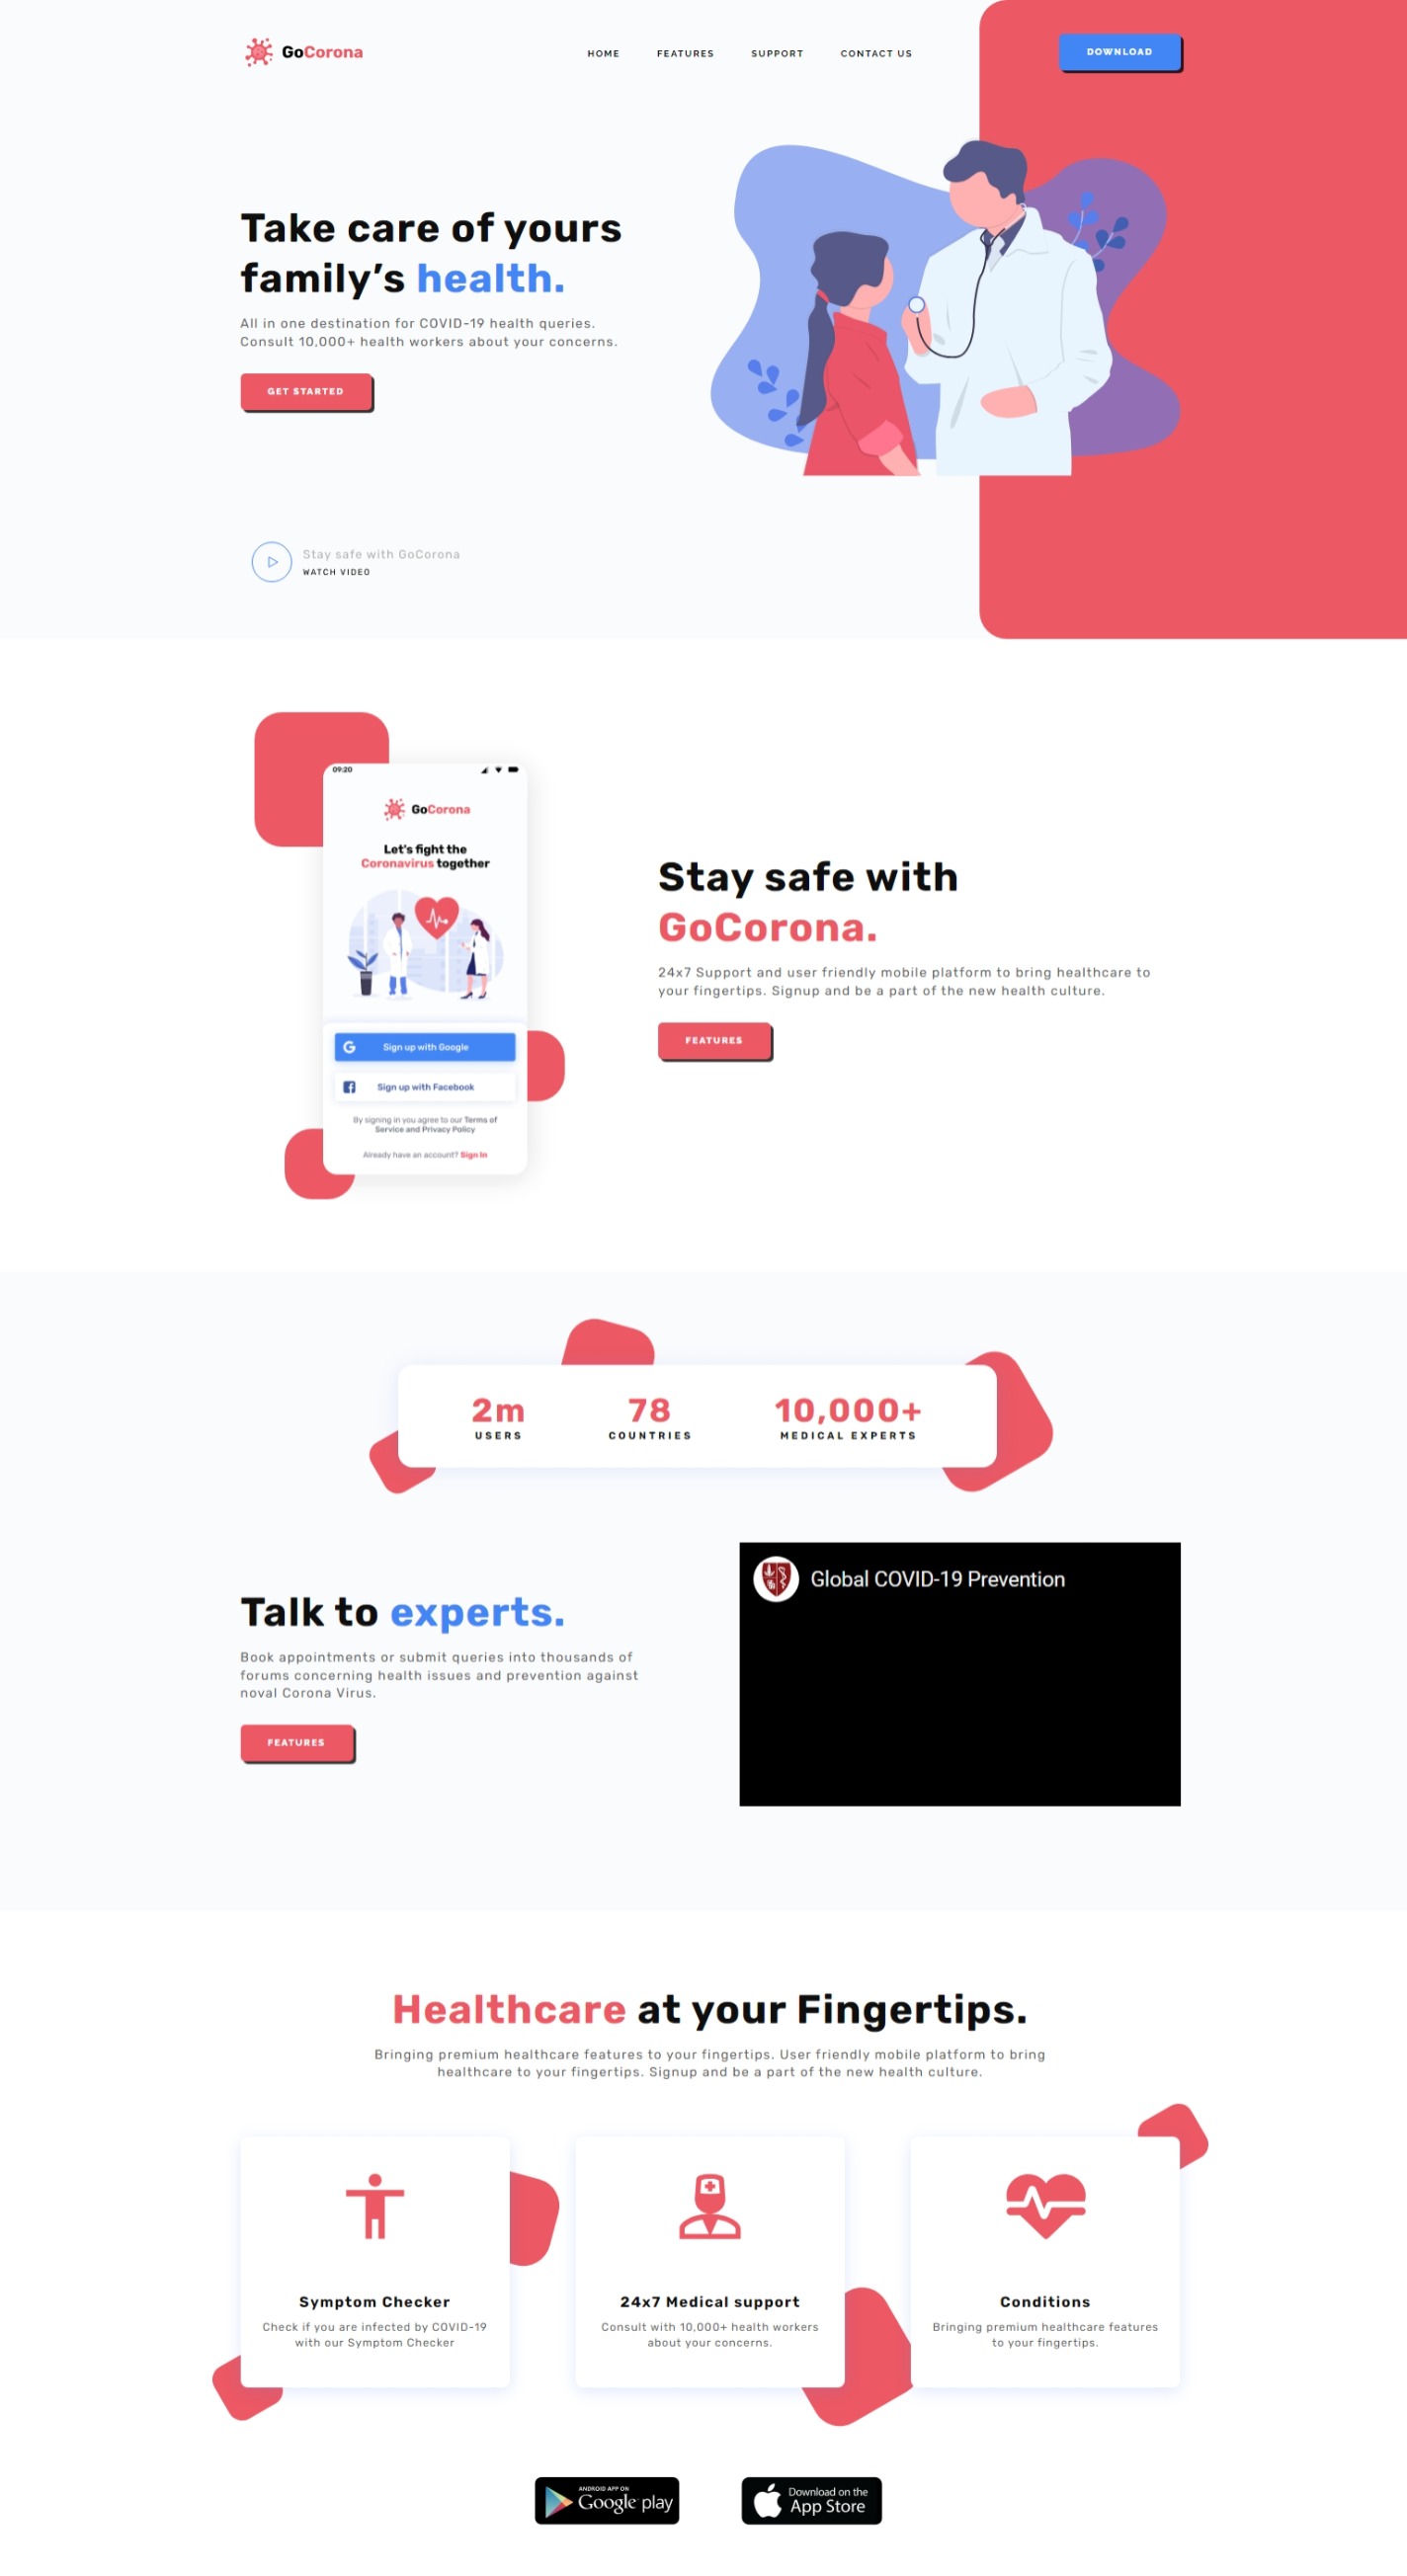 GoCorona
HOME
FEATURES
SUPPORT
CONTACT US
DOWNLOAD
Take care of yours
family's health.
All in one destination for COVID-19 health queries.
Consult 10,000+ health workers about your concerns.
GET STARTED
Stay safe with GoCorona
WATCH VIDEO
09:20
GoCorona
Let's fight the
Coronavirus together
Sign up with Google
Sign up with Facebook
By signing in you agree to our Terms of
Service and Privacy Policy
Already have an account? Sign In
Stay safe with
GoCorona.
24x7 Support and user friendly mobile platform to bring healthcare to
your fingertips. Signup and be a part of the new health culture.
FEATURES
2m
USERS
78
COUNTRIES
10,000+
MEDICAL EXPERTS
Talk to experts.
Book appointments or submit queries into thousands of
forums concerning health issues and prevention against
noval Corona Virus.
FEATURES
Global COVID-19 Prevention
Healthcare at your Fingertips.
Bringing premium healthcare features to your fingertips. User friendly mobile platform to bring
healthcare to your fingertips. Signup and be a part of the new health culture.
Symptom Checker
Check if you are infected by COVID-19
with our Symptom Checker
24x7 Medical support
Consult with 10,000+ health workers
about your concerns.
Conditions
Bringing premium healthcare features
to your fingertips.
ANDROID APP ON
Google play
Download on the
App Store